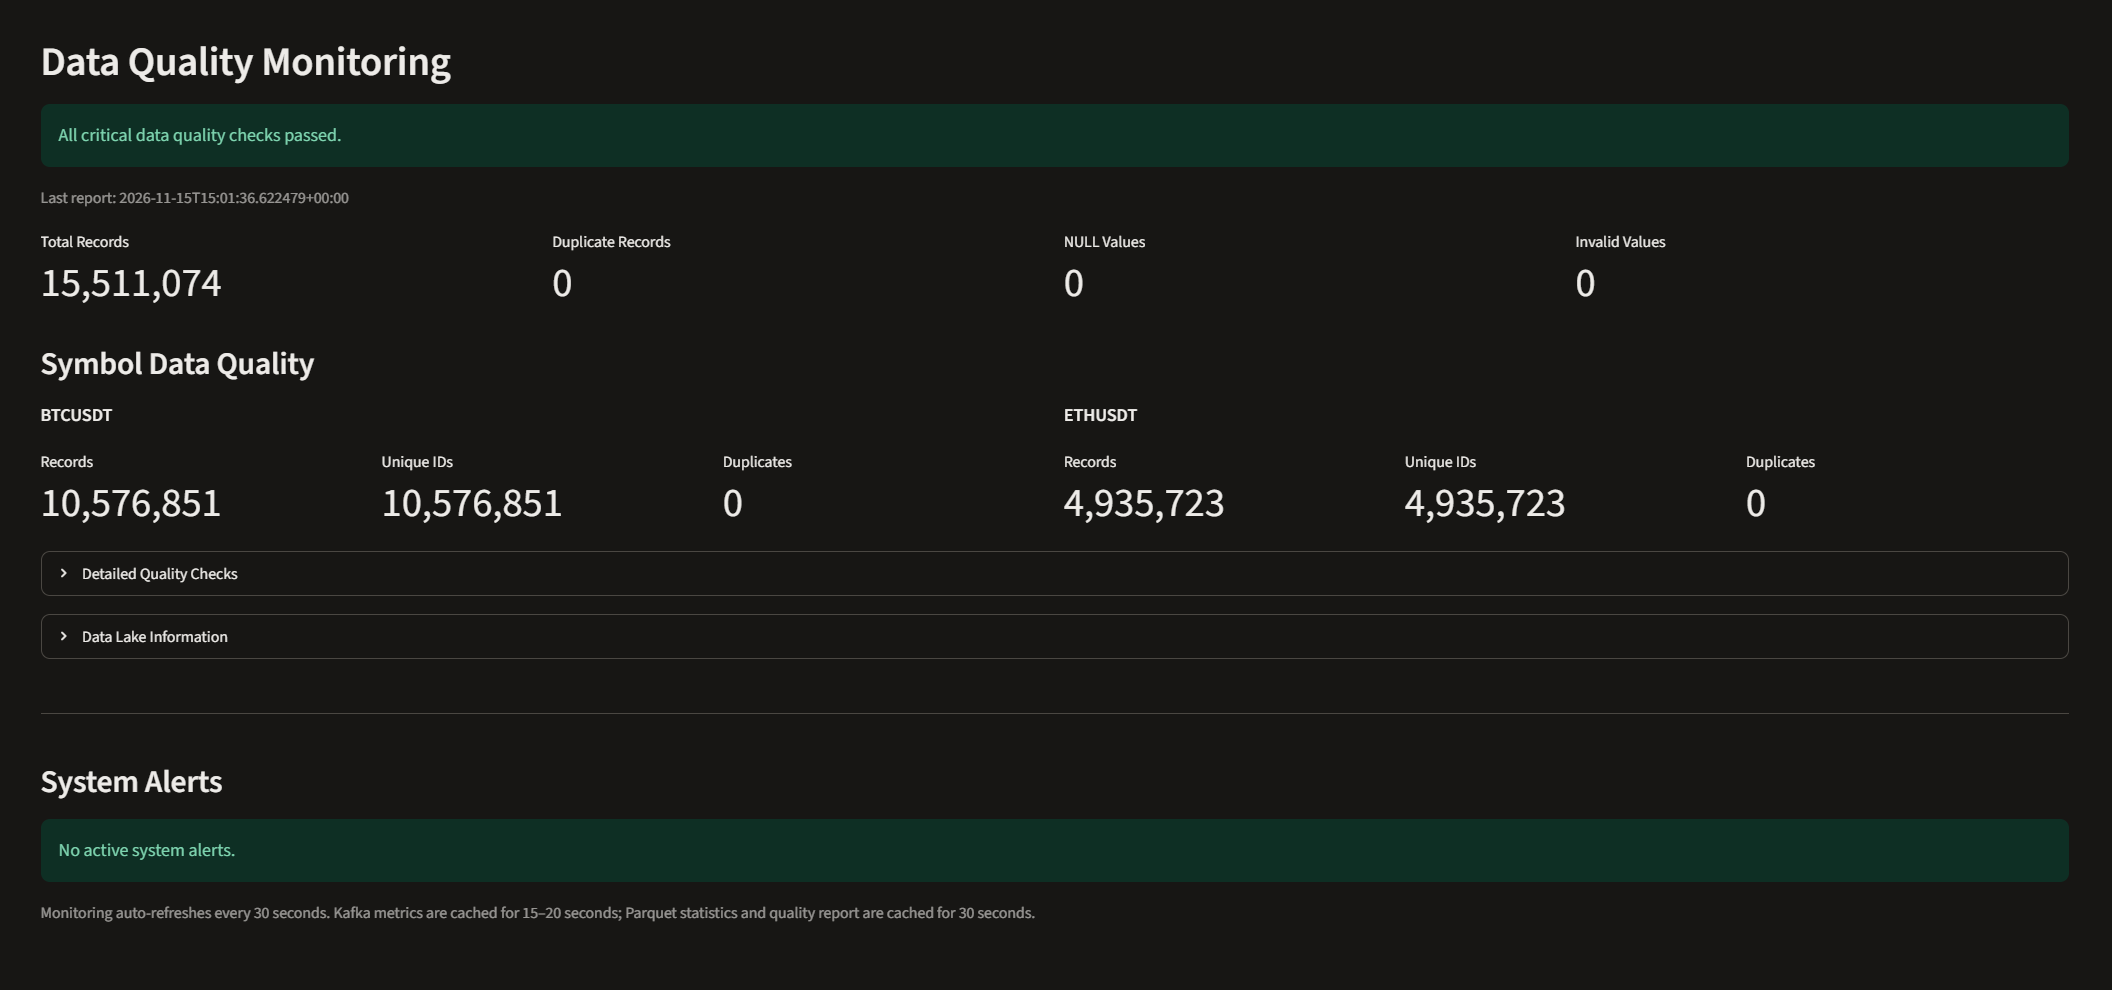 Data Quality Monitoring
All critical data quality checks passed.
Last report: 2026-11-15T15:01:36.622479+00:00
Total Records
15,511,074
Duplicate Records
0
NULL Values
0
Invalid Values
0
Symbol Data Quality
BTCUSDT
Records
10,576,851
Unique IDs
10,576,851
Duplicates
0
ETHUSDT
Records
4,935,723
Unique IDs
4,935,723
Duplicates
0
Detailed Quality Checks
Data Lake Information
System Alerts
No active system alerts.
Monitoring auto-refreshes every 30 seconds. Kafka metrics are cached for 15–20 seconds; Parquet statistics and quality report are cached for 30 seconds.